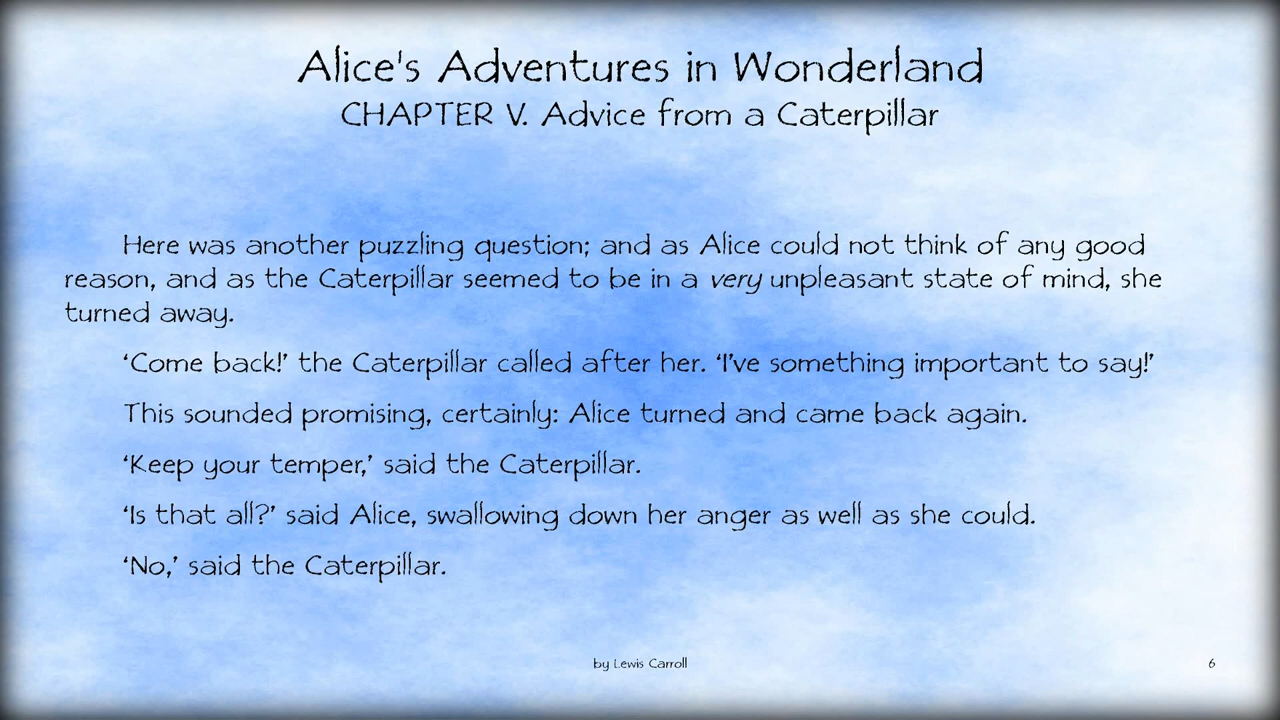 Alice's Adventures in Wonderland
CHAPTER V. Advice from a Caterpillar
Here was another puzzling question; and as Alice could not think of any good
reason, and as the Caterpillar seemed to be in a very unpleasant state of mind, she
turned away.
‘Come back!’ the Caterpillar called after her. ‘I’ve something important to say!’
This sounded promising, certainly: Alice turned and came back again.
‘Keep your temper,’ said the Caterpillar.
‘Is that all?’ said Alice, swallowing down her anger as well as she could.
‘No,’ said the Caterpillar.
by Lewis Carroll
6